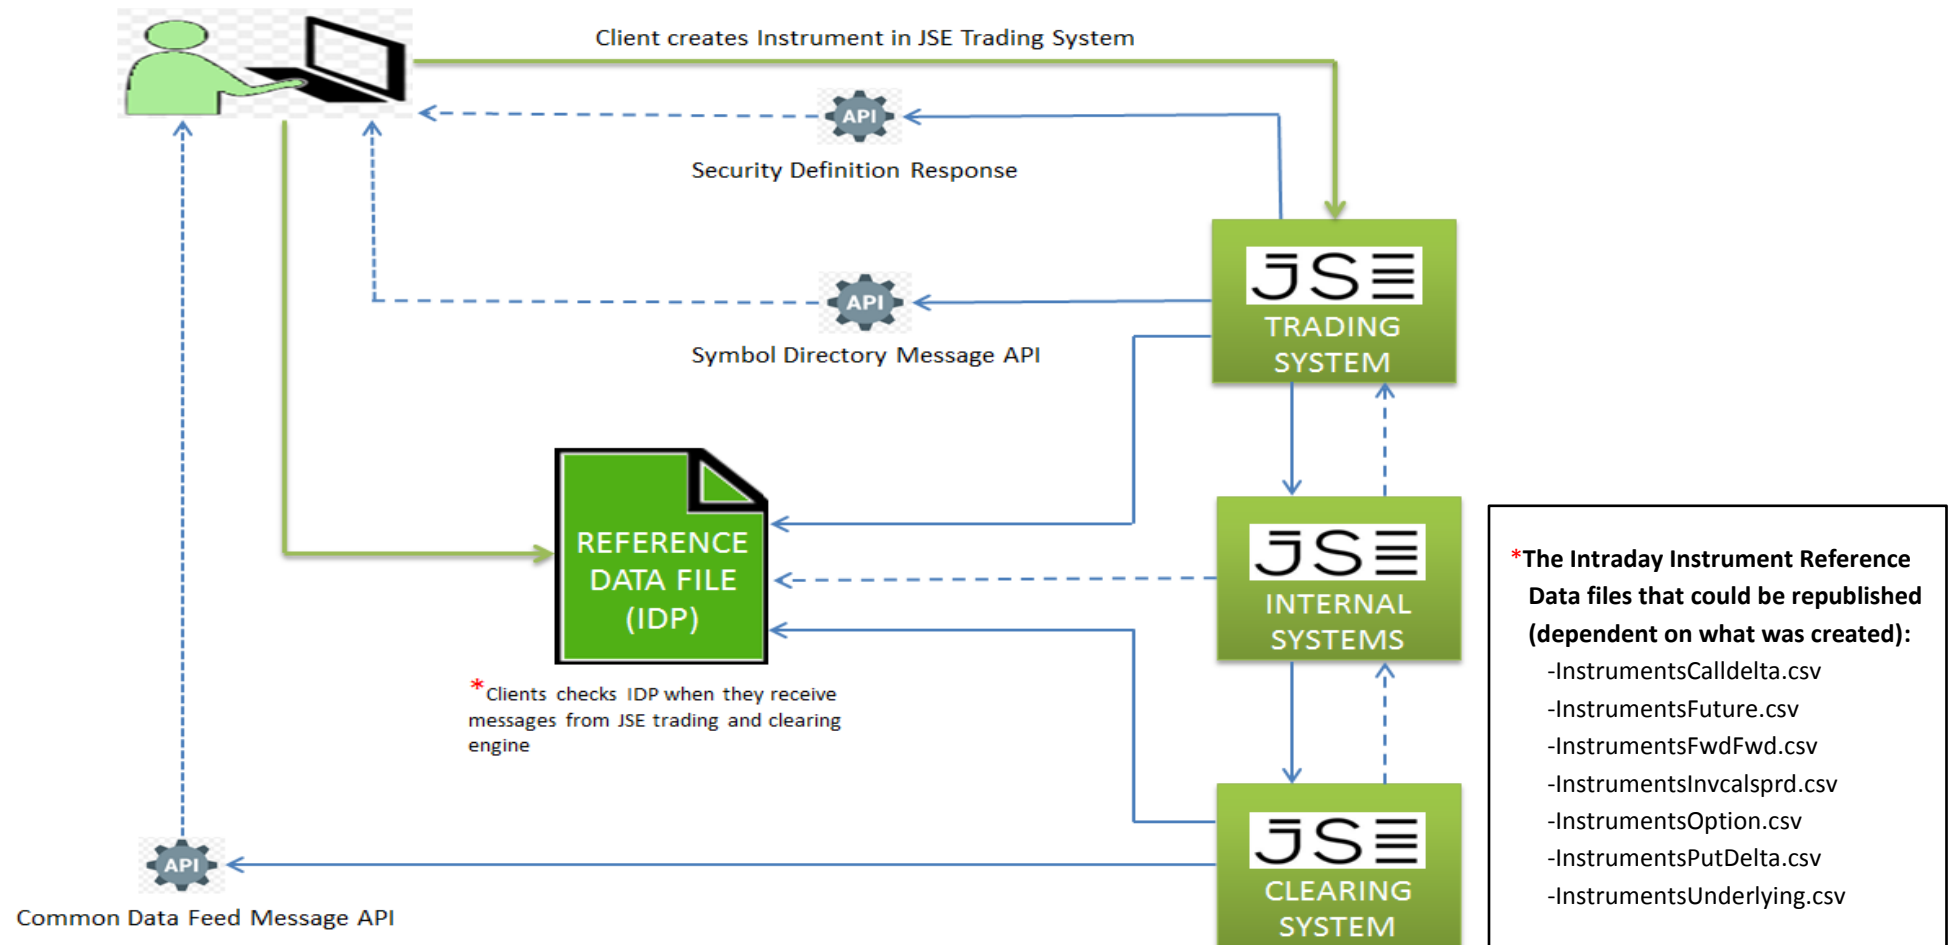 Client creates Instrument in JSE Trading System
API
Security Definition Response
API
Symbol Directory Message API
JSE
TRADING
SYSTEM
REFERENCE
DATA FILE
(IDP)
*Clients checks IDP when they receive
messages from JSE trading and clearing
engine
JSE
INTERNAL
SYSTEMS
*The Intraday Instrument Reference
Data files that could be republished
(dependent on what was created):
-InstrumentsCalldelta.csv
-InstrumentsFuture.csv
-InstrumentsFwdFwd.csv
-InstrumentsInvcalsprd.csv
-InstrumentsOption.csv
-InstrumentsPutDelta.csv
-InstrumentsUnderlying.csv
API
Common Data Feed Message API
JSE
CLEARING
SYSTEM